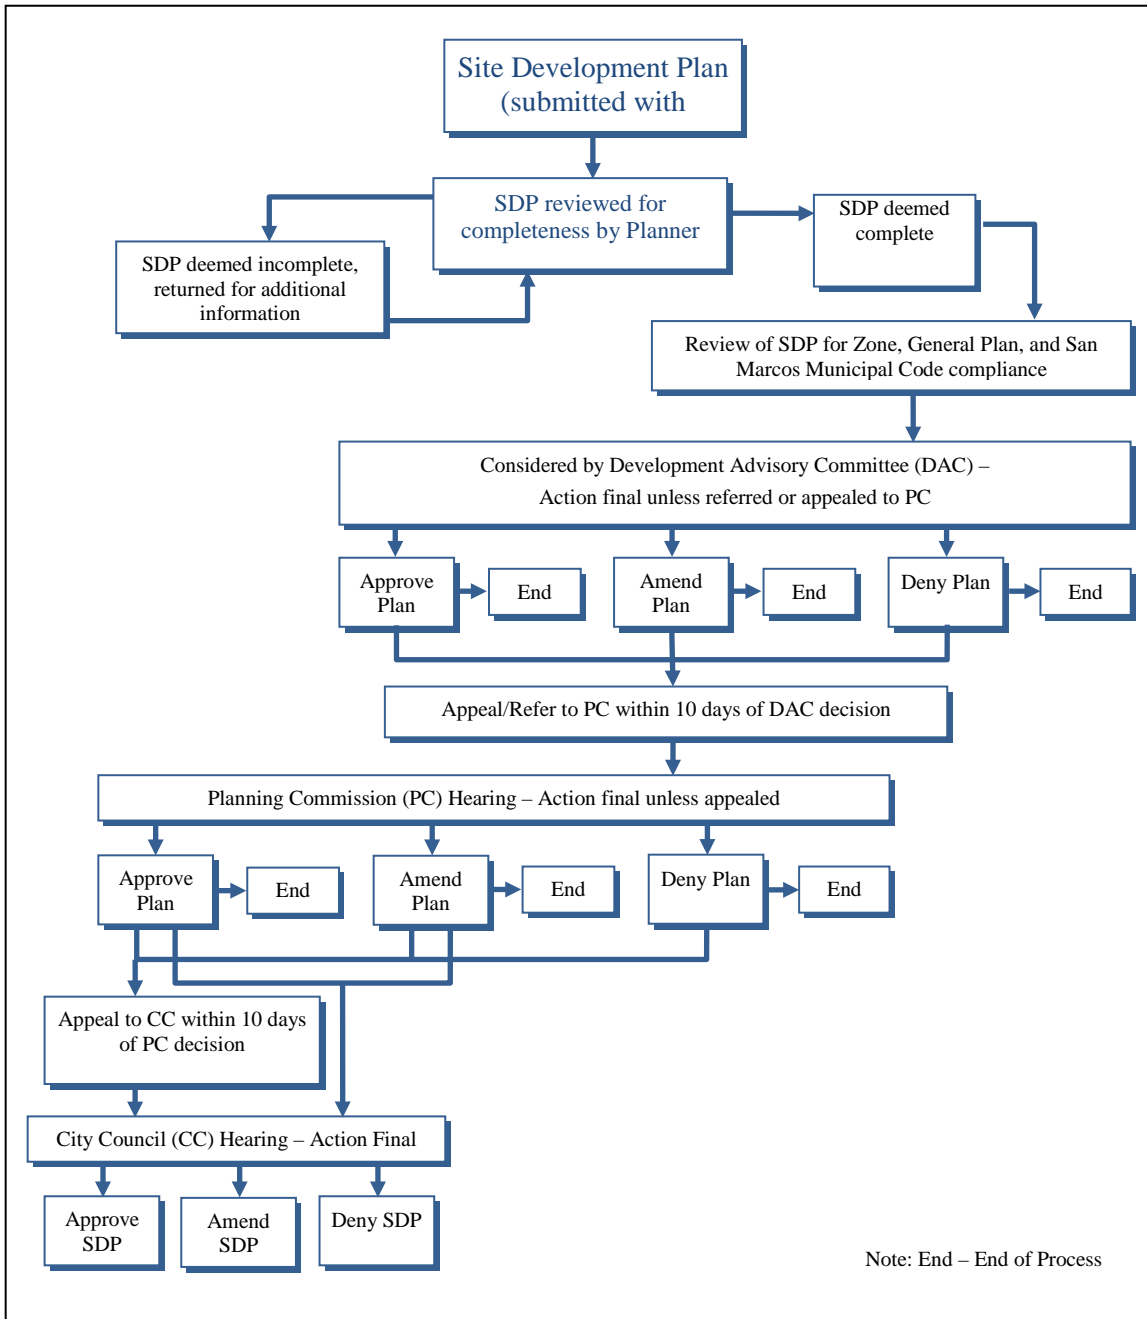 Site Development Plan
(submitted with
SDP reviewed for
completeness by Planner
SDP deemed
complete
SDP deemed incomplete,
returned for additional
information
Review of SDP for Zone, General Plan, and San
Marcos Municipal Code compliance
Considered by Development Advisory Committee (DAC) –
Action final unless referred or appealed to PC
Approve
Plan
End
Amend
Plan
End
Deny Plan
End
Appeal/Refer to PC within 10 days of DAC decision
Planning Commission (PC) Hearing – Action final unless appealed
Approve
Plan
End
Amend
Plan
End
Deny Plan
End
Appeal to CC within 10 days
of PC decision
City Council (CC) Hearing – Action Final
Approve
SDP
Amend
SDP
Deny SDP
Note: End – End of Process